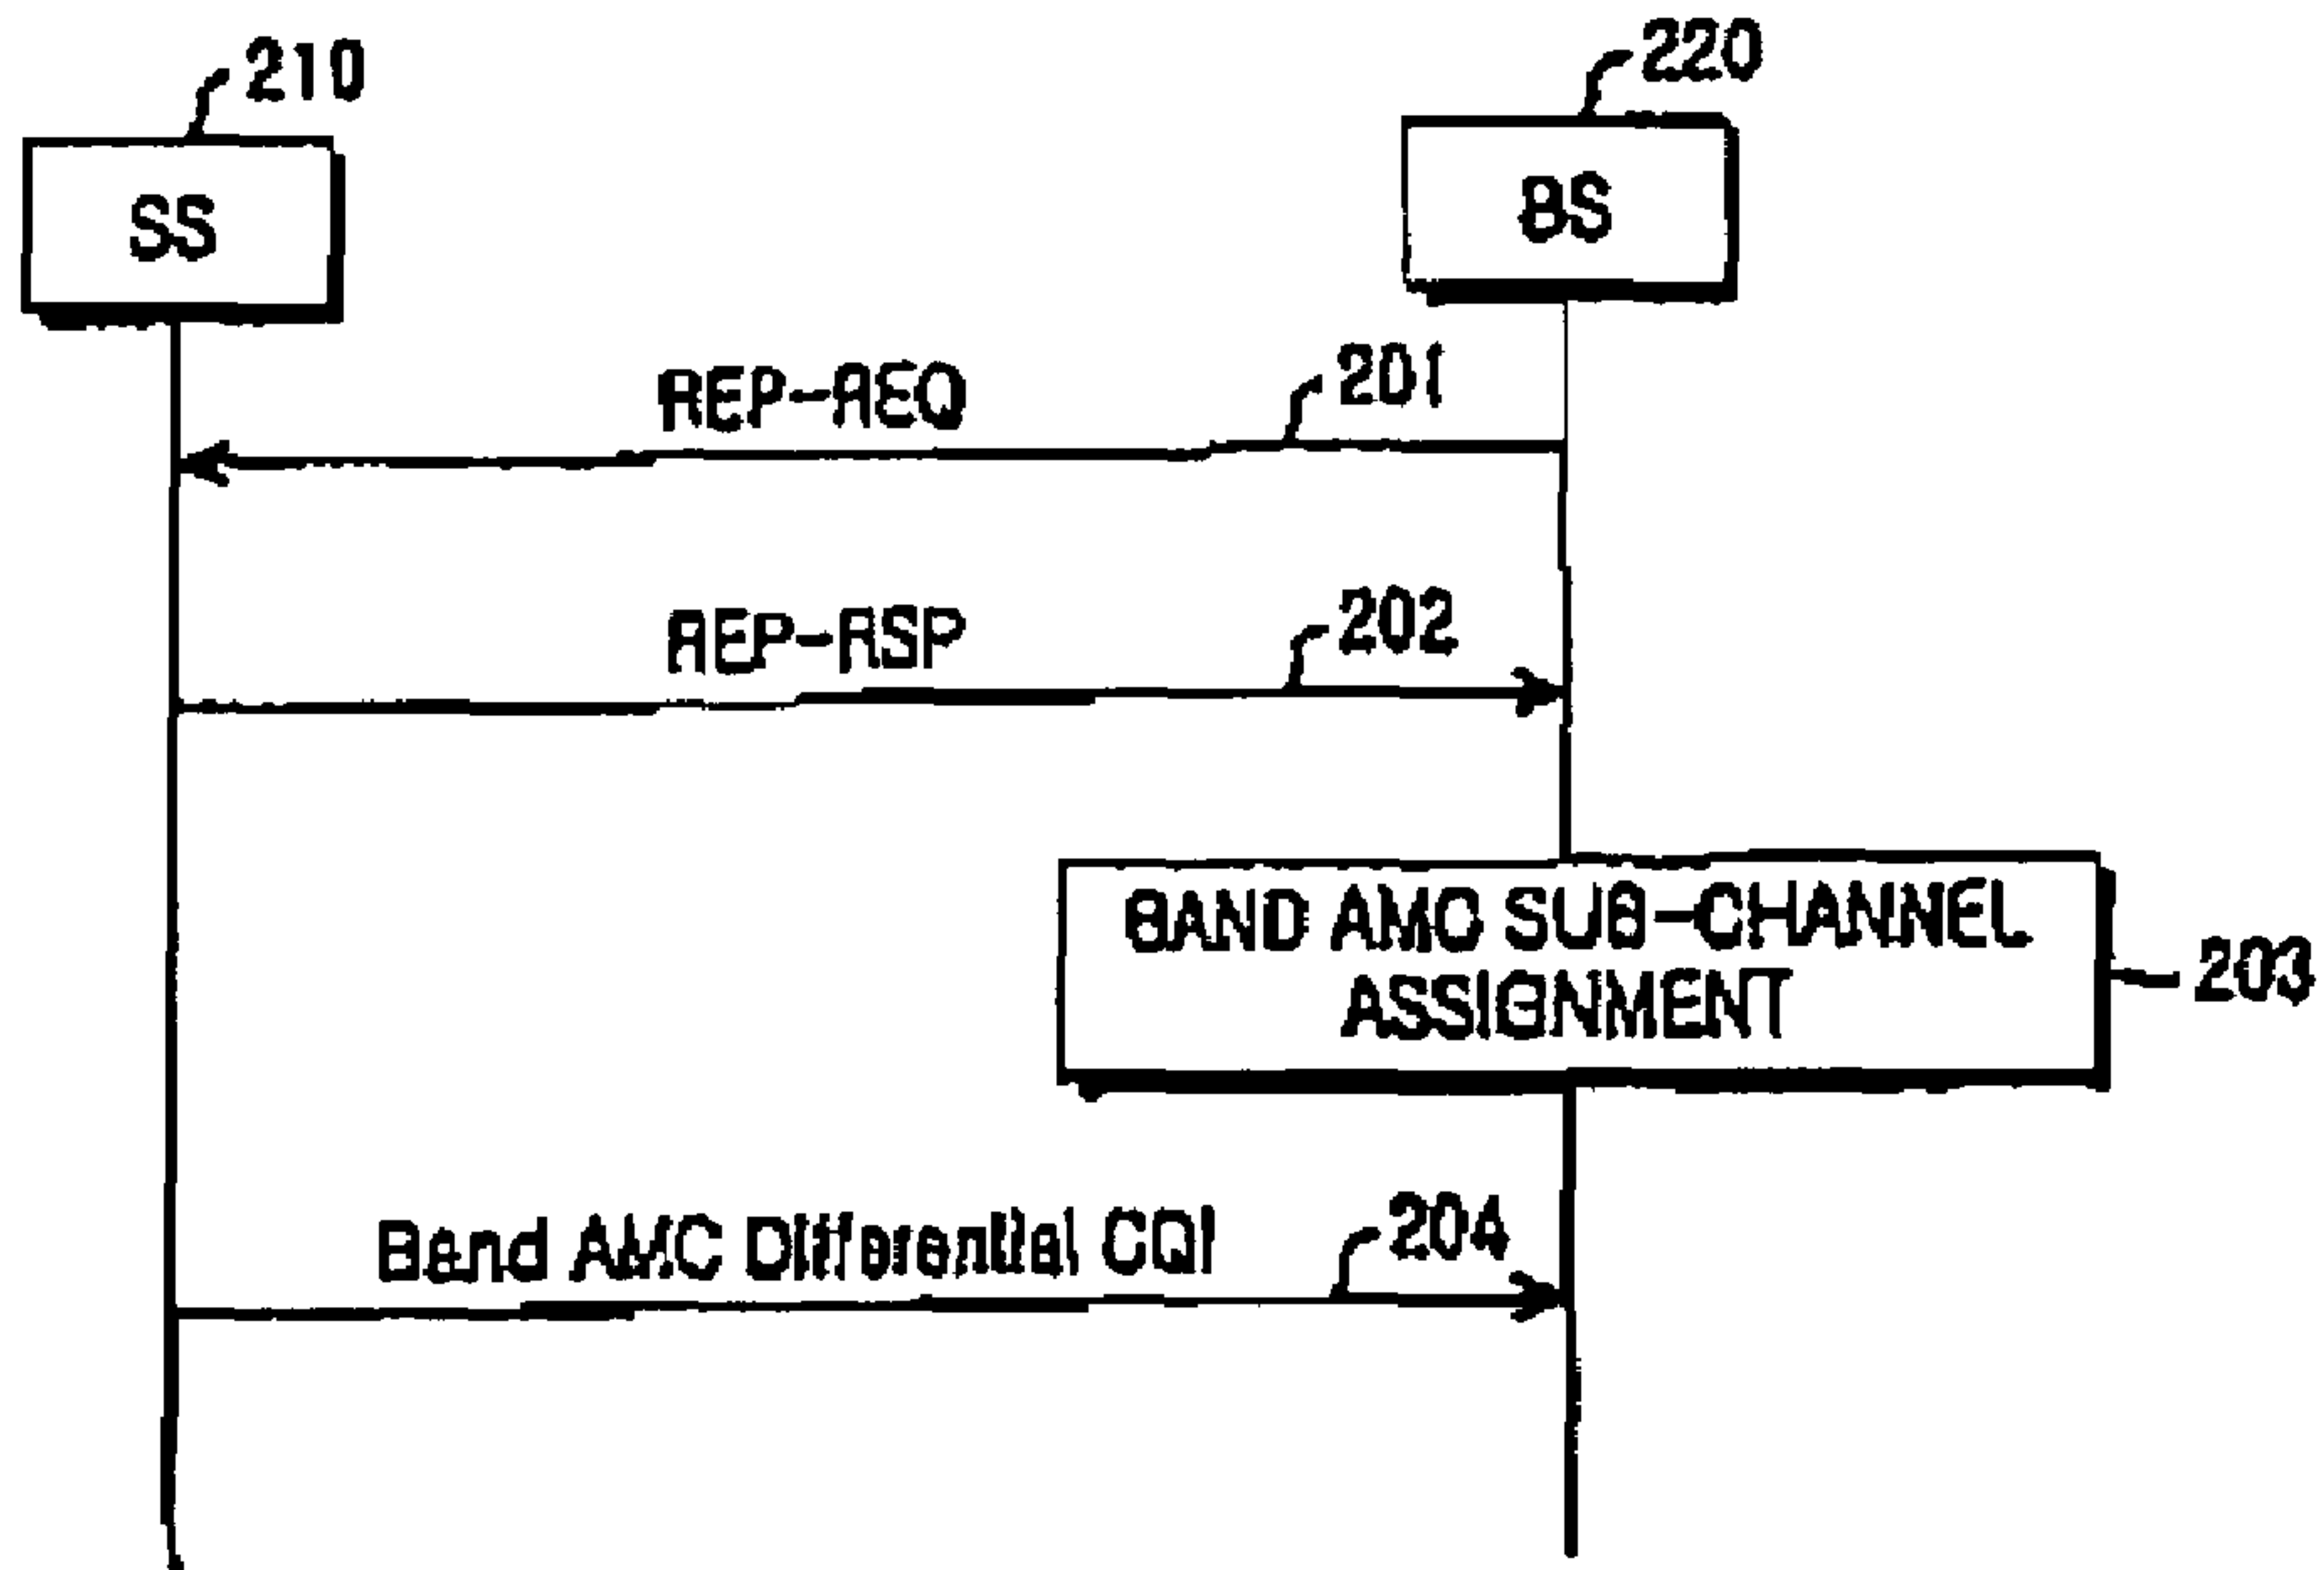 210
220
SS
BS
REP-REQ
201
REP-RSP
202
BAND AMC SUB-CHANNEL
ASSIGNMENT
203
Band AMC Differential CQI
204